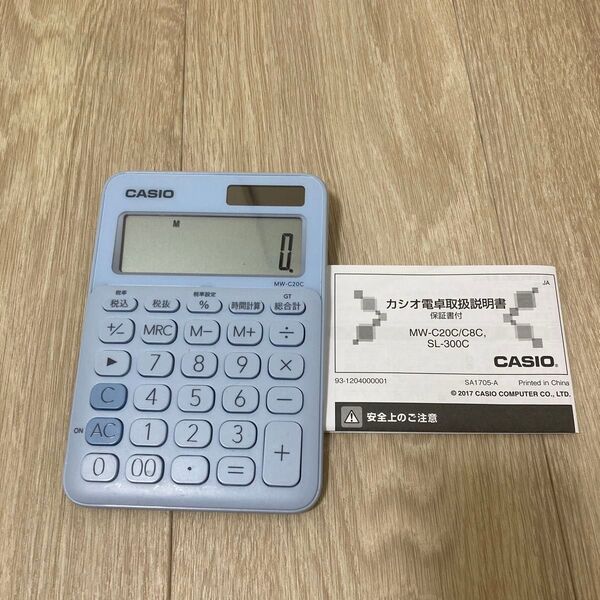 CASIO
M
0.
MW-C20C
税率 税率設定 GT
税込 税抜 % 時間計算 総合計
+/− MRC M− M+ ÷
▶ 7 8 9 ×
C 4 5 6 −
ON AC 1 2 3 +
0 00 · =
JA
カシオ電卓取扱説明書
保証書付
MW-C20C/C8C,
SL-300C
CASIO®
93-1204000001 SA1705-A Printed in China
© 2017 CASIO COMPUTER CO., LTD.
安全上のご注意